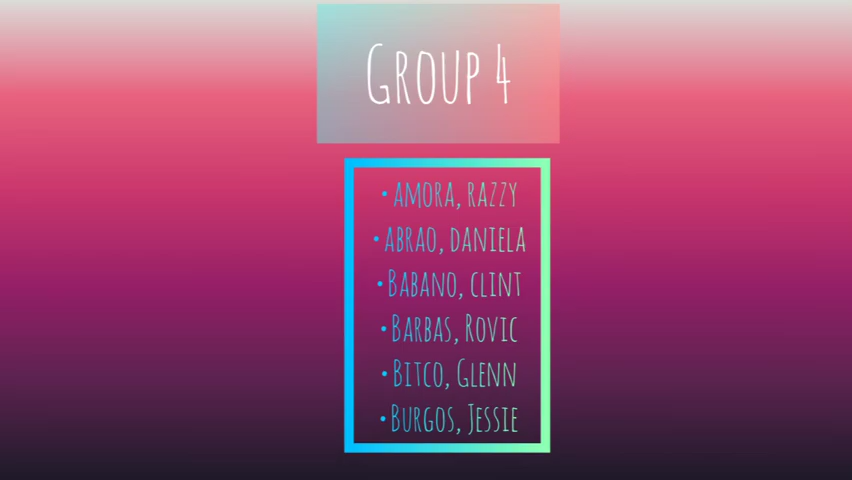 Group 4
• Amora, Razzy
• Abrao, Daniela
• Babano, Clint
• Barbas, Rovic
• Bitco, Glenn
• Burgos, Jessie